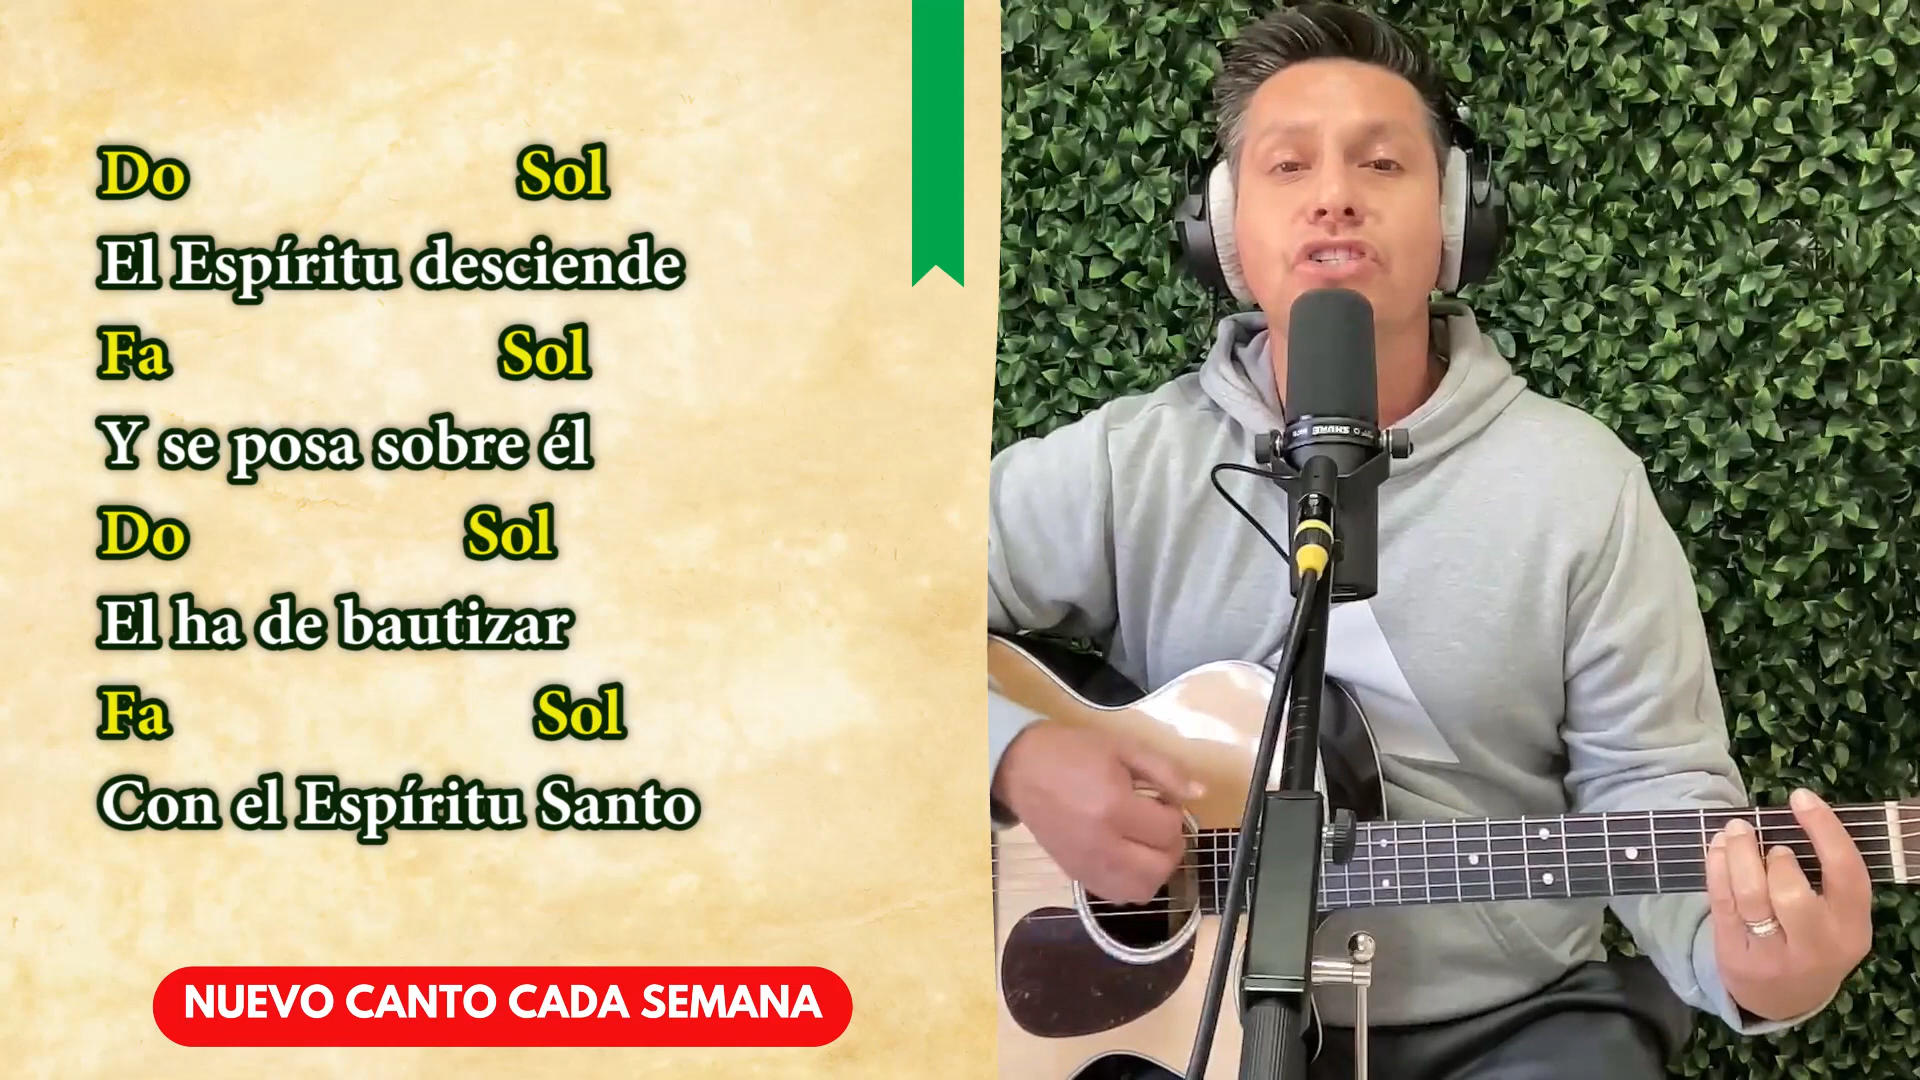 Do Sol
El Espíritu desciende
Fa Sol
Y se posa sobre él
Do Sol
El ha de bautizar
Fa Sol
Con el Espíritu Santo
NUEVO CANTO CADA SEMANA
SHURE